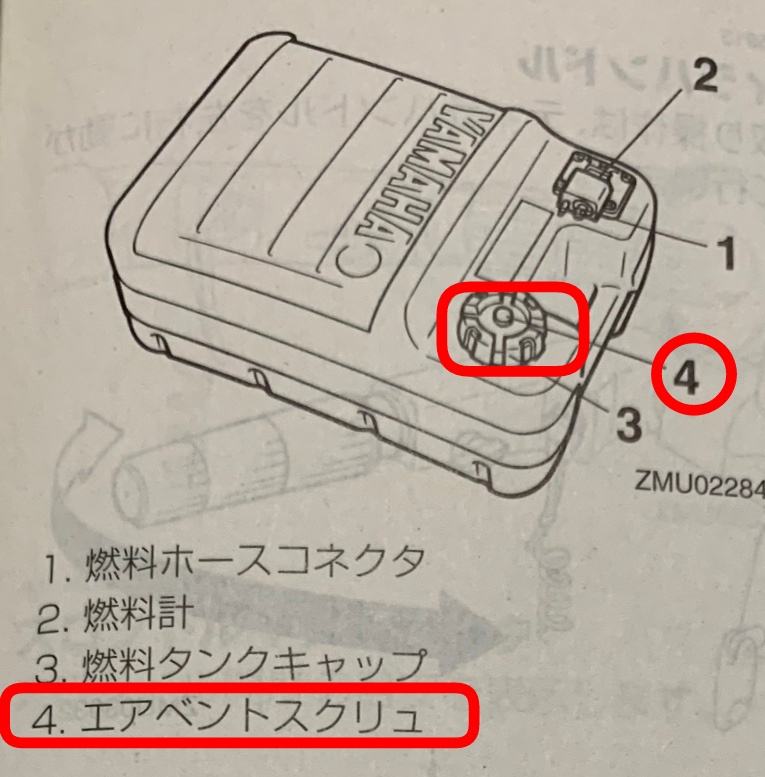 YAMAHA
2
1
4
3
ZMU02284
1. 燃料ホースコネクタ
2. 燃料計
3. 燃料タンクキャップ
4. エアベントスクリュ